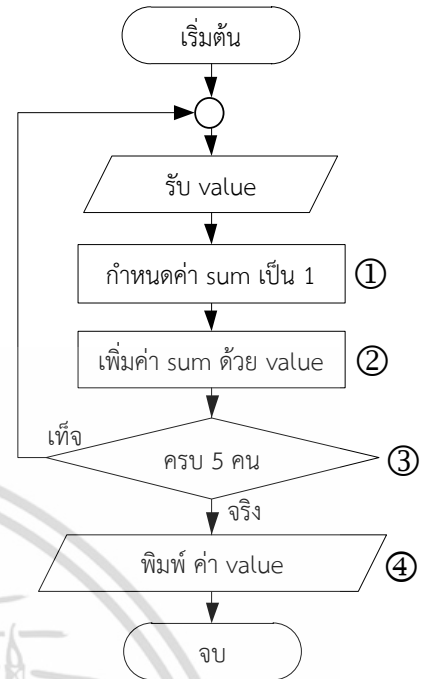 เริ่มต้น
รับ value
กำหนดค่า sum เป็น 1 ①
เพิ่มค่า sum ด้วย value ②
เท็จ
ครบ 5 คน ③
จริง
พิมพ์ ค่า value ④
จบ